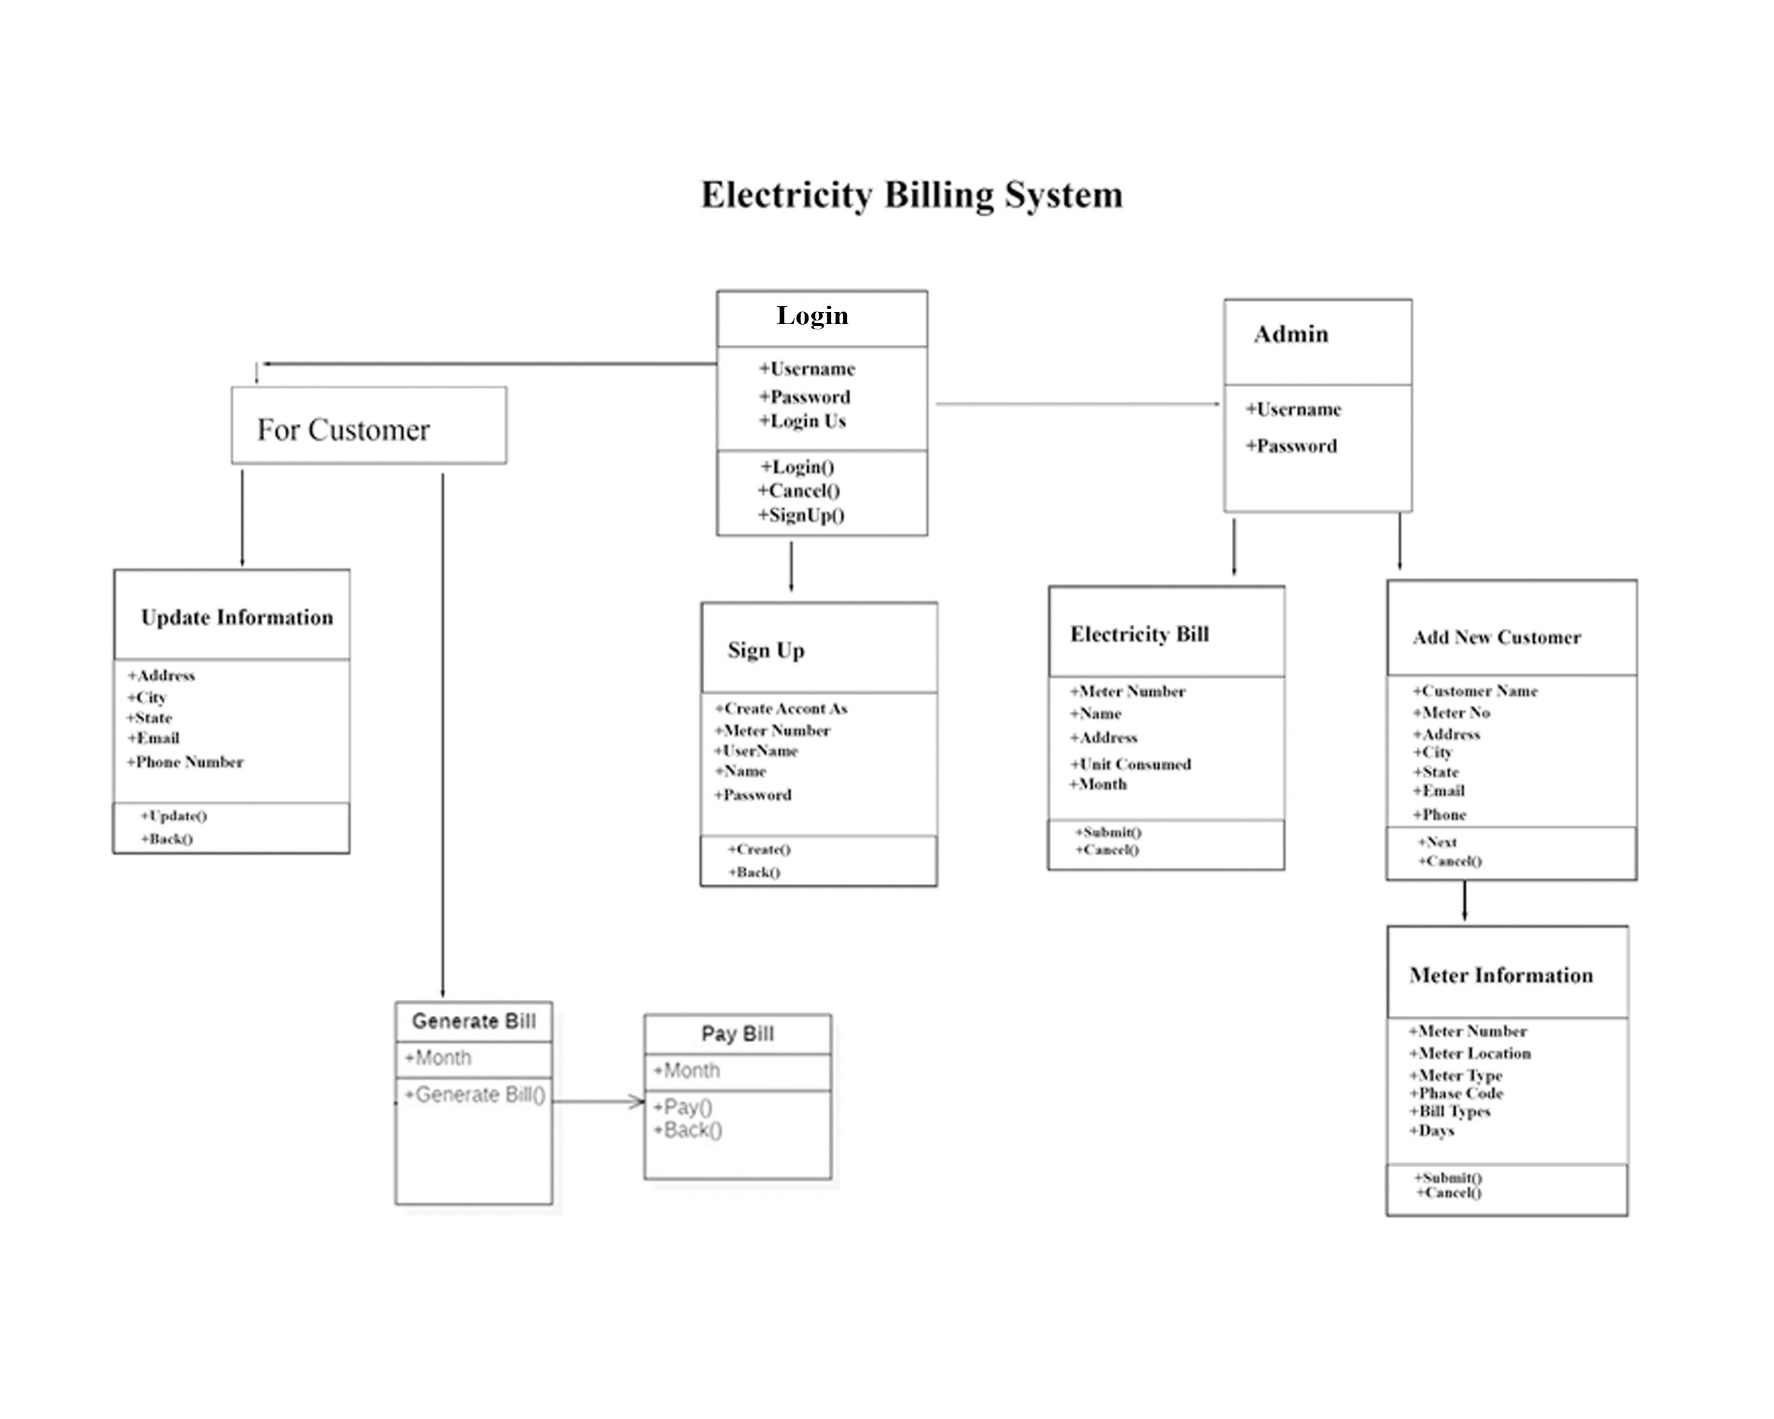 Electricity Billing System
Login
+Username
+Password
+Login Us
+Login()
+Cancel()
+SignUp()
Admin
+Username
+Password
For Customer
Update Information
+Address
+City
+State
+Email
+Phone Number
+Update()
+Back()
Sign Up
+Create Accont As
+Meter Number
+UserName
+Name
+Password
+Create()
+Back()
Electricity Bill
+Meter Number
+Name
+Address
+Unit Consumed
+Month
+Submit()
+Cancel()
Add New Customer
+Customer Name
+Meter No
+Address
+City
+State
+Email
+Phone
+Next
+Cancel()
Generate Bill
+Month
+Generate Bill()
Pay Bill
+Month
+Pay()
+Back()
Meter Information
+Meter Number
+Meter Location
+Meter Type
+Phase Code
+Bill Types
+Days
+Submit()
+Cancel()